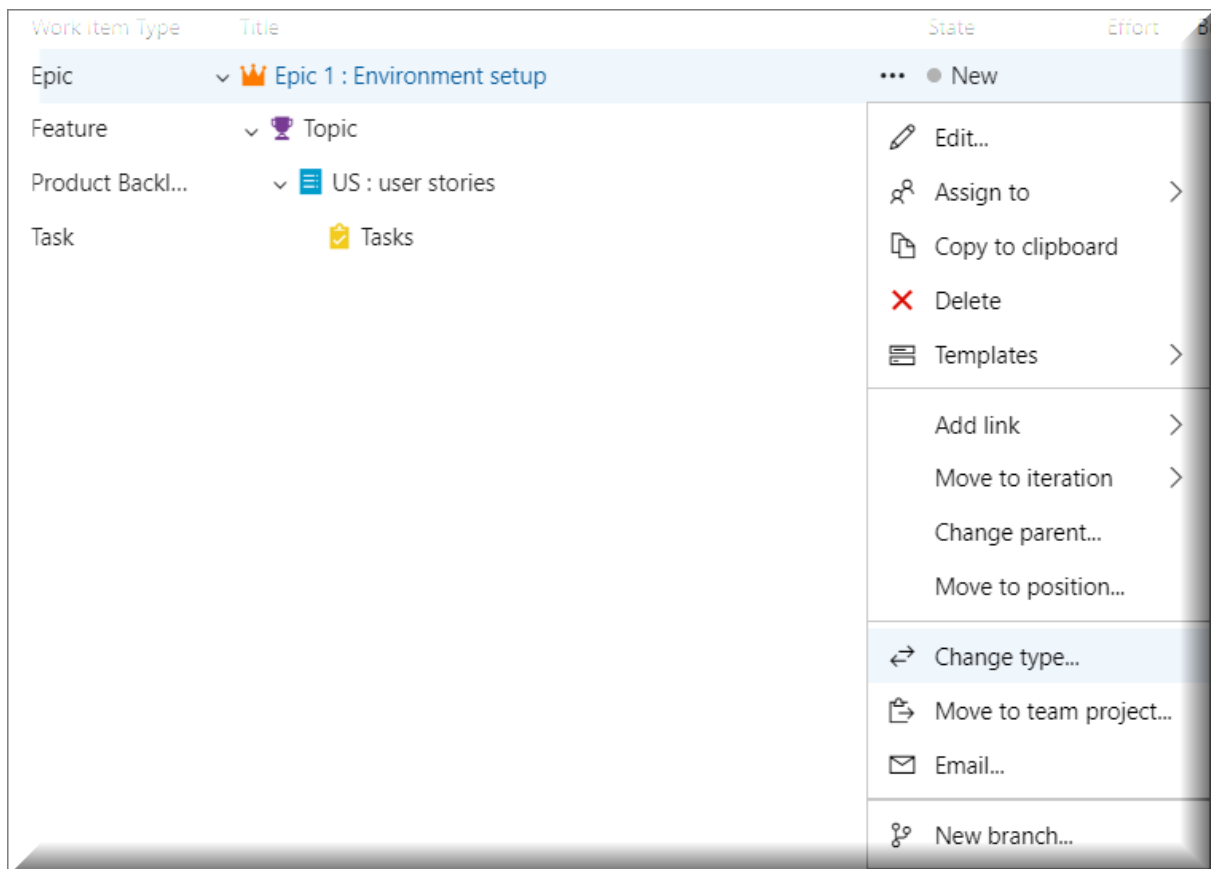 Work Item Type Title State Effort
Epic Epic 1 : Environment setup ••• New
Feature Topic
Product Backl... US : user stories
Task Tasks
Edit...
Assign to
Copy to clipboard
Delete
Templates
Add link
Move to iteration
Change parent...
Move to position...
Change type...
Move to team project...
Email...
New branch...